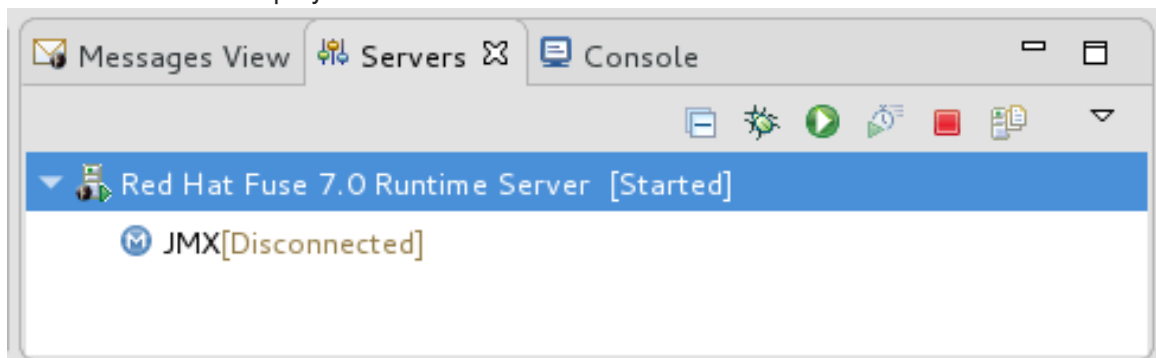 Messages View Servers Console
Red Hat Fuse 7.0 Runtime Server [Started]
JMX[Disconnected]